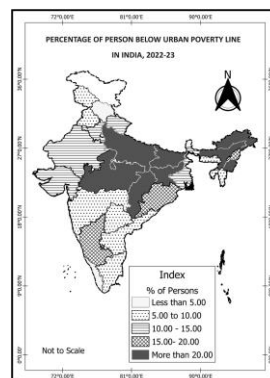 PERCENTAGE OF PERSON BELOW URBAN POVERTY LINE
IN INDIA, 2022-23
72°0.00'E 81°0.00'E 90°0.00'E
N
36°0.00'N
27°0.00'N
18°0.00'N
9°0.00'N
0°0.00'
Index
% of Persons
Less than 5.00
5.00 to 10.00
10.00 - 15.00
15.00- 20.00
More than 20.00
Not to Scale
72°0.00'E 81°0.00'E 90°0.00'E